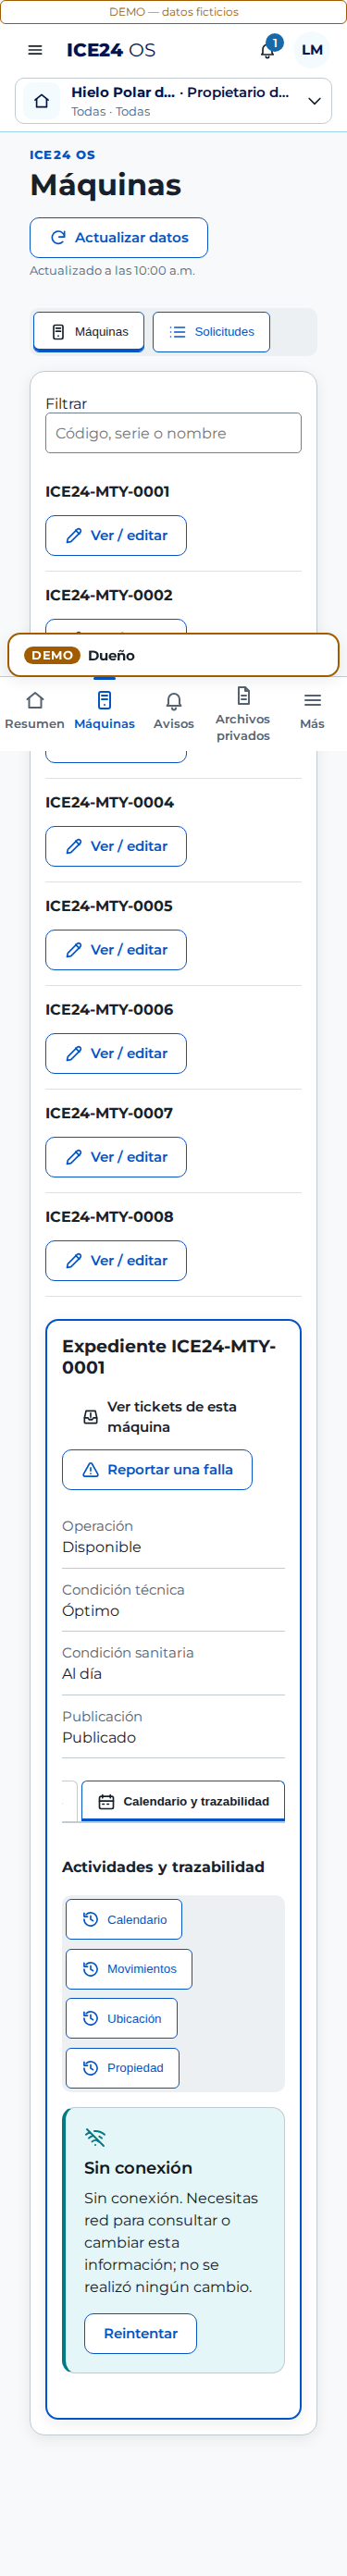 DEMO — datos ficticios
ICE24 OS
1
LM
Hielo Polar d... · Propietario d...
Todas · Todas
ICE24 OS
Máquinas
Actualizar datos
Actualizado a las 10:00 a.m.
Máquinas
Solicitudes
Filtrar
Código, serie o nombre
ICE24-MTY-0001
Ver / editar
ICE24-MTY-0002
DEMO Dueño
Resumen
Máquinas
Avisos
Archivos privados
Más
ICE24-MTY-0004
Ver / editar
ICE24-MTY-0005
Ver / editar
ICE24-MTY-0006
Ver / editar
ICE24-MTY-0007
Ver / editar
ICE24-MTY-0008
Ver / editar
Expediente ICE24-MTY-
0001
Ver tickets de esta
máquina
Reportar una falla
Operación
Disponible
Condición técnica
Óptimo
Condición sanitaria
Al día
Publicación
Publicado
Calendario y trazabilidad
Actividades y trazabilidad
Calendario
Movimientos
Ubicación
Propiedad
Sin conexión
Sin conexión. Necesitas
red para consultar o
cambiar esta
información; no se
realizó ningún cambio.
Reintentar